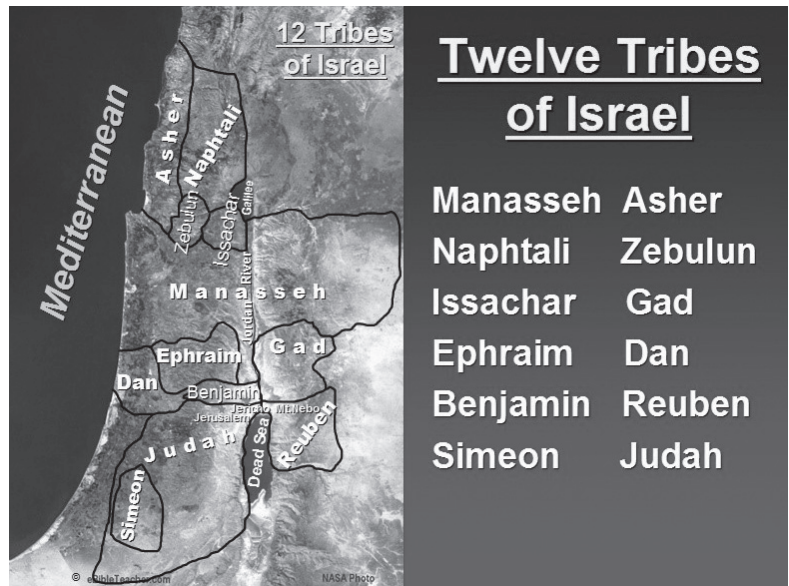 12 Tribes
of Israel
Mediterranean
Asher
Naphtali
Zebulun
Issachar
Galilee
Jordan River
Manasseh
Ephraim
Gad
Dan
Benjamin
Jericho Mt.Nebo
Jerusalem
Judah
Dead Sea
Reuben
Simeon
© eBibleTeacher.com
NASA Photo
Twelve Tribes
of Israel
Manasseh Asher
Naphtali Zebulun
Issachar Gad
Ephraim Dan
Benjamin Reuben
Simeon Judah